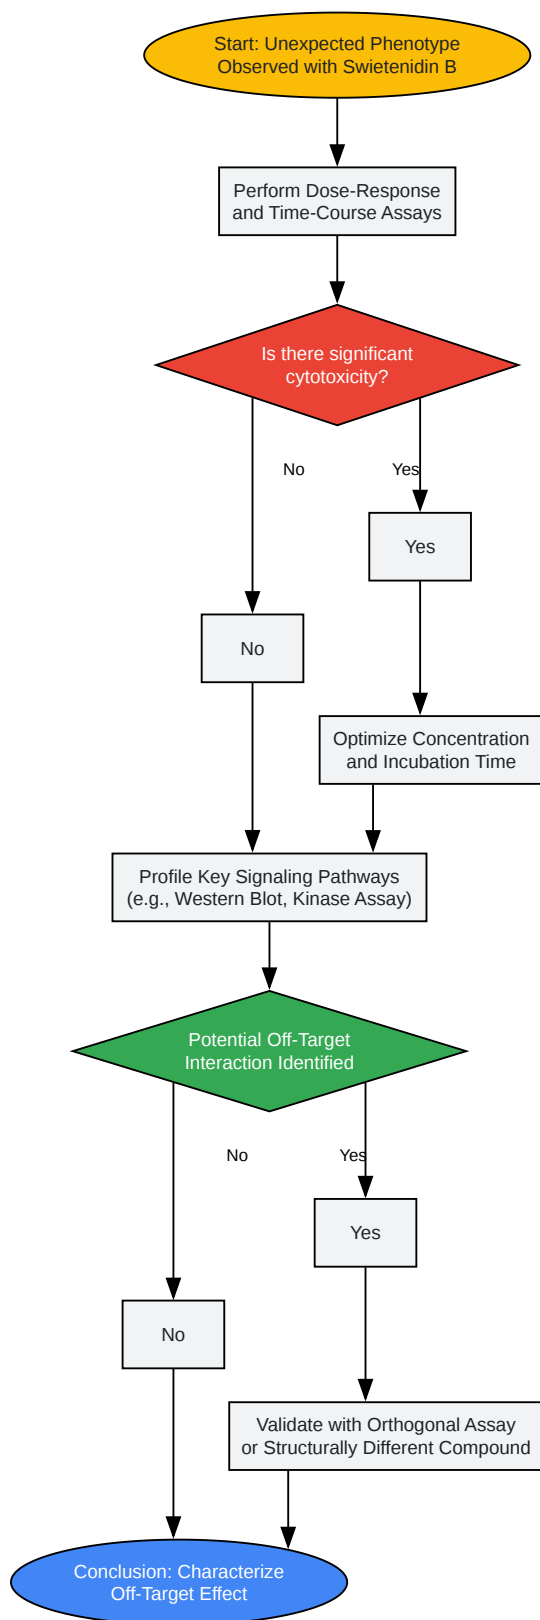 Start: Unexpected Phenotype
Observed with Swietenidin B
Perform Dose-Response
and Time-Course Assays
Is there significant
cytotoxicity?
No
Yes
Yes
No
Optimize Concentration
and Incubation Time
Profile Key Signaling Pathways
(e.g., Western Blot, Kinase Assay)
Potential Off-Target
Interaction Identified
No
Yes
Yes
No
Validate with Orthogonal Assay
or Structurally Different Compound
Conclusion: Characterize
Off-Target Effect